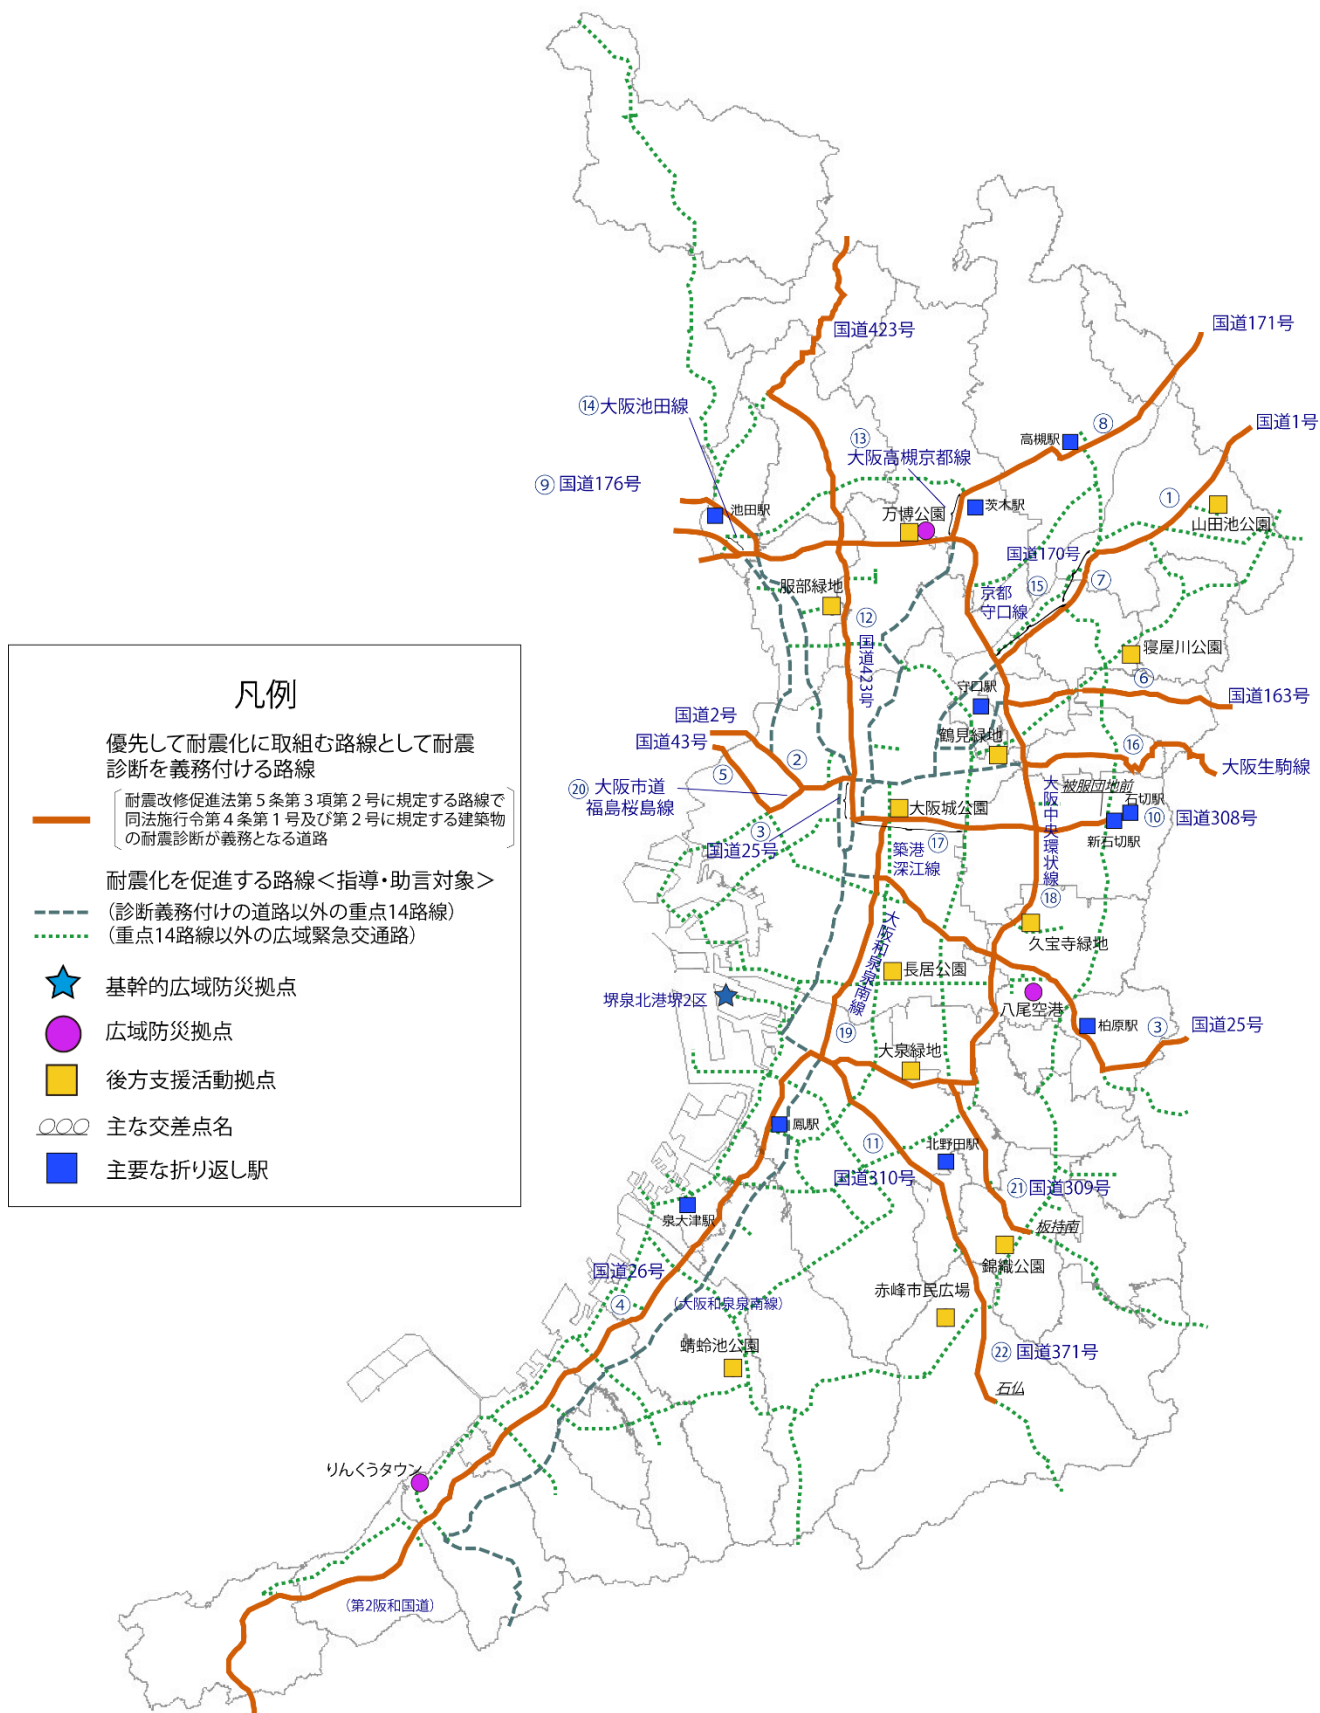 国道423号
国道171号
⑭大阪池田線
国道1号
⑧
高槻駅
⑬
大阪高槻京都線
⑨ 国道176号
①
池田駅
茨木駅
万博公園
山田池公園
国道170号
⑦
⑮
服部緑地
京都
守口線
⑫
国道423号
寝屋川公園
⑥
守口駅
国道163号
国道2号
鶴見緑地
国道43号
⑯
②
大阪生駒線
⑤
⑳ 大阪市道
福島桜島線
大阪中央環状線
⑱
被服団地前
石切駅
大阪城公園
⑩ 国道308号
③
国道25号
⑰
築港
深江線
新石切駅
久宝寺緑地
大阪和泉泉南線
⑲
長居公園
堺泉北港堺2区
八尾空港
柏原駅
③ 国道25号
大泉緑地
鳳駅
⑪
国道310号
北野田駅
㉑国道309号
泉大津駅
板持南
国道26号
④
錦織公園
(大阪和泉泉南線)
赤峰市民広場
蜻蛉池公園
㉒ 国道371号
石仏
りんくうタウン
(第2阪和国道)
凡例
優先して耐震化に取組む路線として耐震
診断を義務付ける路線
耐震改修促進法第5条第3項第2号に規定する路線で
同法施行令第4条第1号及び第2号に規定する建築物
の耐震診断が義務となる道路
耐震化を促進する路線＜指導・助言対象＞
(診断義務付けの道路以外の重点14路線)
(重点14路線以外の広域緊急交通路)
基幹的広域防災拠点
広域防災拠点
後方支援活動拠点
○○○ 主な交差点名
主要な折り返し駅